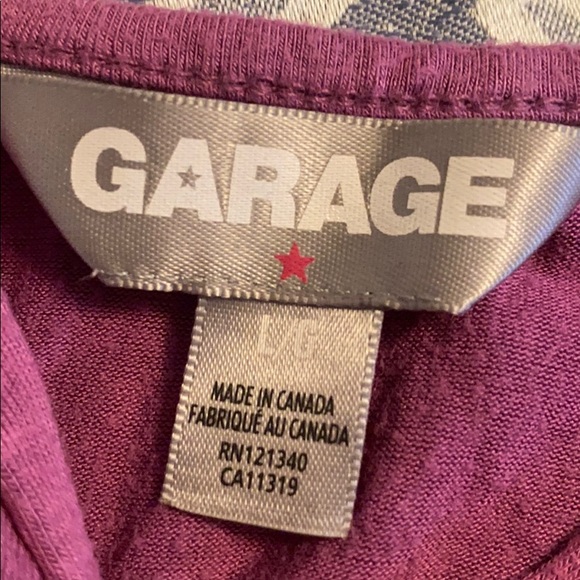 GARAGE
L/G
MADE IN CANADA
FABRIQUÉ AU CANADA
RN121340
CA11319